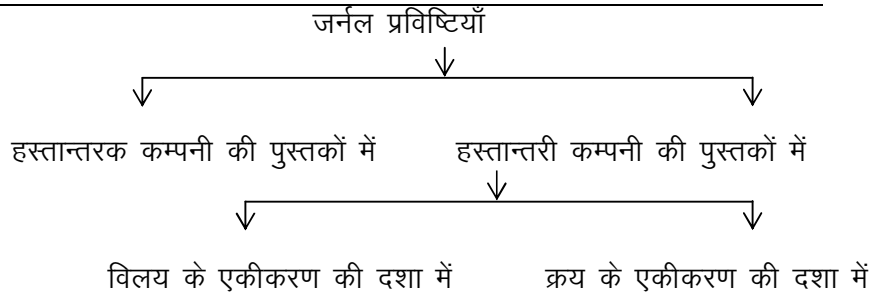 जर्नल प्रविष्टियाँ
हस्तान्तरक कम्पनी की पुस्तकों में हस्तान्तरी कम्पनी की पुस्तकों में
विलय के एकीकरण की दशा में क्रय के एकीकरण की दशा में